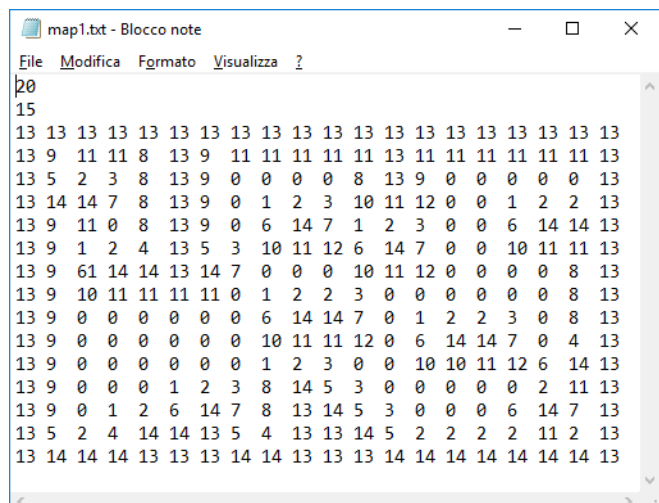 map1.txt - Blocco note
File Modifica Formato Visualizza ?
20
15
13 13 13 13 13 13 13 13 13 13 13 13 13 13 13 13 13 13 13 13
13 9 11 11 8 13 9 11 11 11 11 11 13 11 11 11 11 11 11 13
13 5 2 3 8 13 9 0 0 0 0 8 13 9 0 0 0 0 0 13
13 14 14 7 8 13 9 0 1 2 3 10 11 12 0 0 1 2 2 13
13 9 11 0 8 13 9 0 6 14 7 1 2 3 0 0 6 14 14 13
13 9 1 2 4 13 5 3 10 11 12 6 14 7 0 0 10 11 11 13
13 9 61 14 14 13 14 7 0 0 0 10 11 12 0 0 0 0 8 13
13 9 10 11 11 11 11 0 1 2 2 3 0 0 0 0 0 0 8 13
13 9 0 0 0 0 0 0 6 14 14 7 0 1 2 2 3 0 8 13
13 9 0 0 0 0 0 0 10 11 11 12 0 6 14 14 7 0 4 13
13 9 0 0 0 0 0 0 1 2 3 0 0 10 10 11 12 6 14 13
13 9 0 0 0 1 2 3 8 14 5 3 0 0 0 0 0 2 11 13
13 9 0 1 2 6 14 7 8 13 14 5 3 0 0 0 6 14 7 13
13 5 2 4 14 14 13 5 4 13 13 14 5 2 2 2 2 11 2 13
13 14 14 14 13 13 13 14 14 13 13 13 14 14 14 14 14 14 14 13